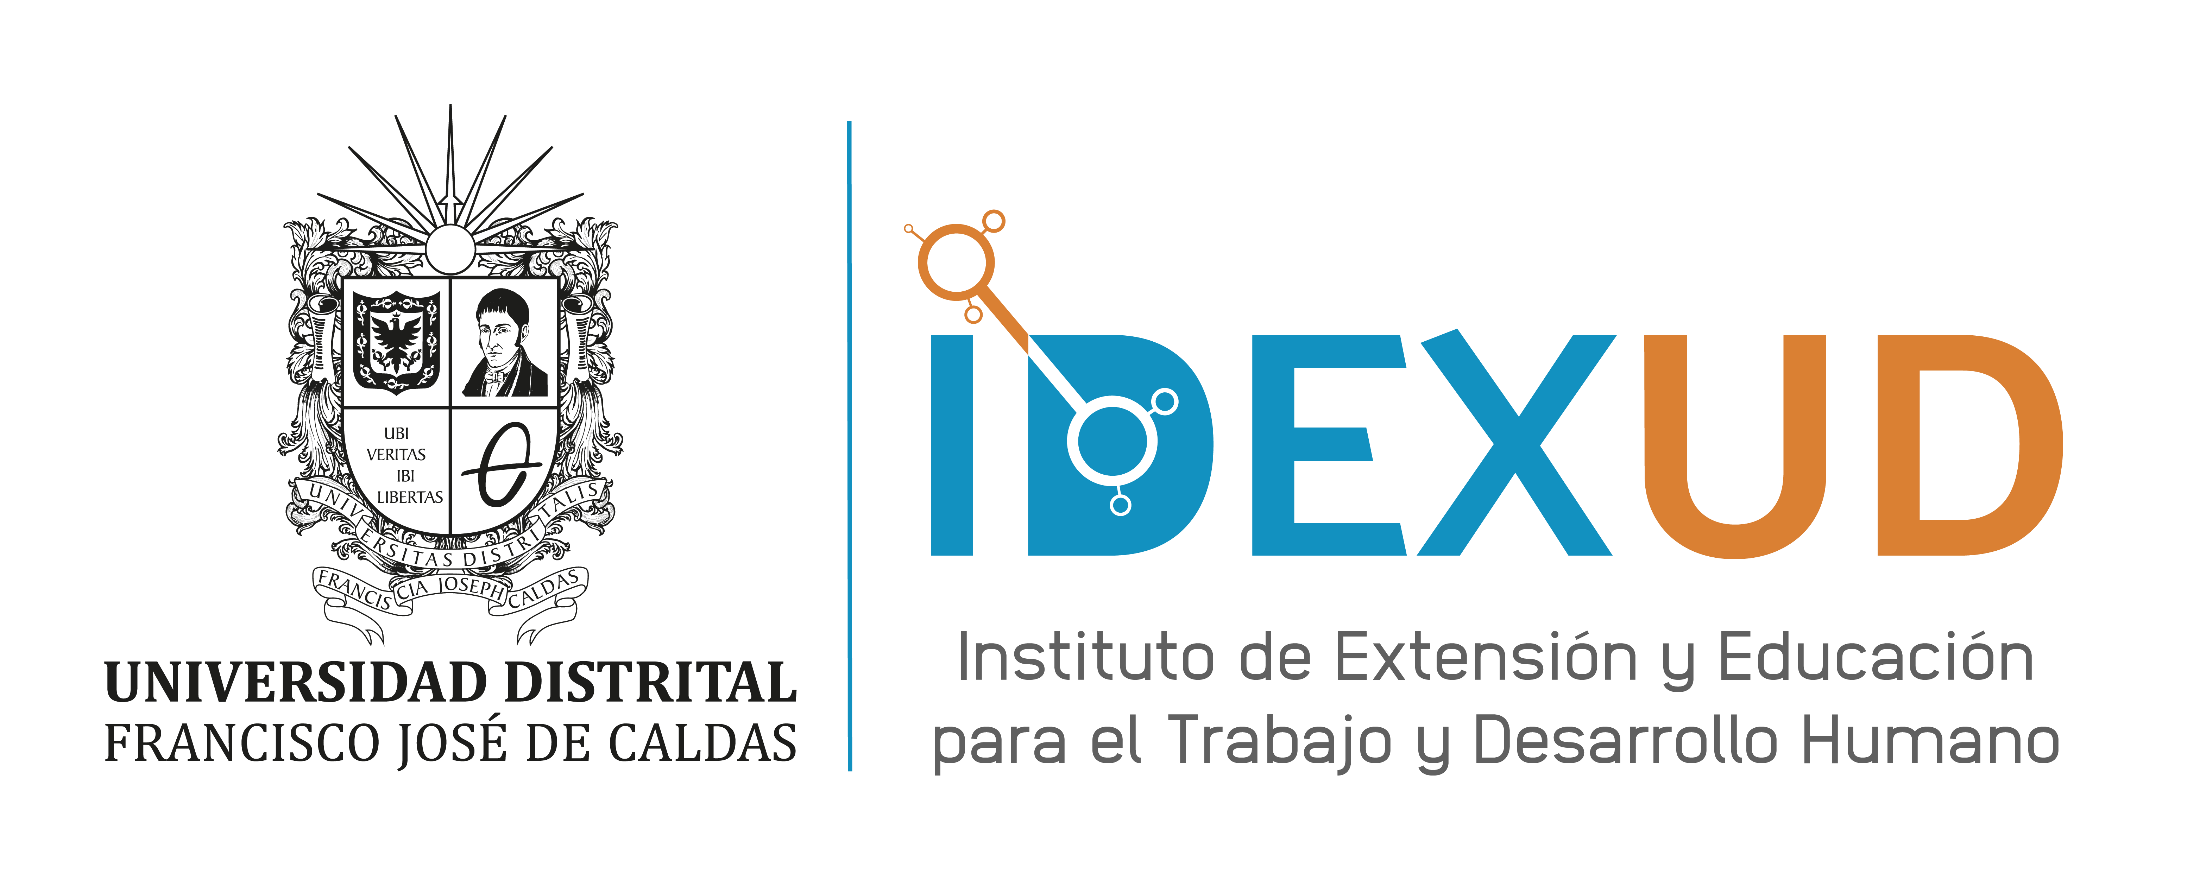 UBI
VERITAS
IBI
LIBERTAS
UNIVERSITAS DISTRITALIS
FRANCISCIA JOSEPH CALDAS
UNIVERSIDAD DISTRITAL
FRANCISCO JOSÉ DE CALDAS
IDEXUD
Instituto de Extensión y Educación
para el Trabajo y Desarrollo Humano